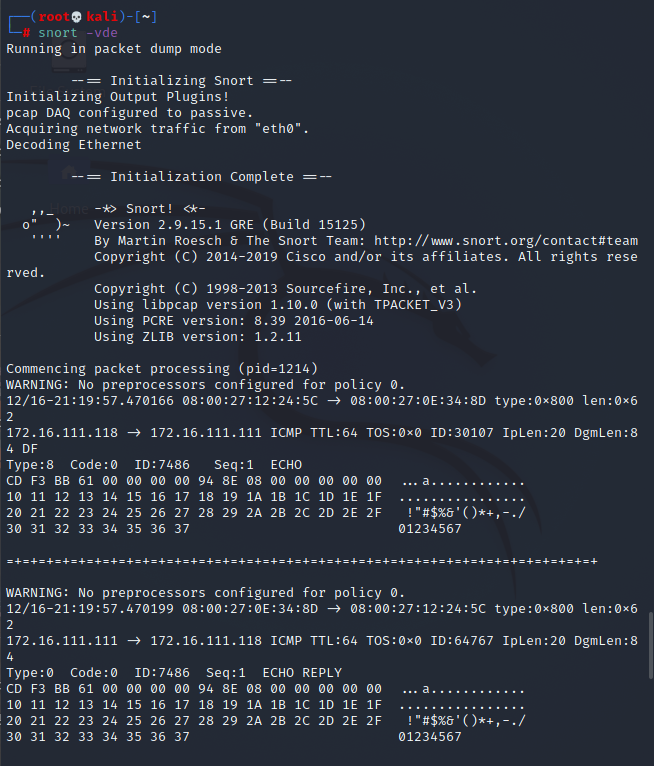 ┌──(root💀kali)-[~]
└─# snort -vde
Running in packet dump mode
--== Initializing Snort ==--
Initializing Output Plugins!
pcap DAQ configured to passive.
Acquiring network traffic from "eth0".
Decoding Ethernet
--== Initialization Complete ==--
,,_     -*> Snort! <*-
o"  )~   Version 2.9.15.1 GRE (Build 15125)
''''    By Martin Roesch & The Snort Team: http://www.snort.org/contact#team
Copyright (C) 2014-2019 Cisco and/or its affiliates. All rights rese
rved.
Copyright (C) 1998-2013 Sourcefire, Inc., et al.
Using libpcap version 1.10.0 (with TPACKET_V3)
Using PCRE version: 8.39 2016-06-14
Using ZLIB version: 1.2.11
Commencing packet processing (pid=1214)
WARNING: No preprocessors configured for policy 0.
12/16-21:19:57.470166 08:00:27:12:24:5C -> 08:00:27:0E:34:8D type:0x800 len:0x6
2
172.16.111.118 -> 172.16.111.111 ICMP TTL:64 TOS:0x0 ID:30107 IpLen:20 DgmLen:8
4 DF
Type:8  Code:0  ID:7486   Seq:1  ECHO
CD F3 BB 61 00 00 00 00 94 8E 08 00 00 00 00 00  ...a............
10 11 12 13 14 15 16 17 18 19 1A 1B 1C 1D 1E 1F  ................
20 21 22 23 24 25 26 27 28 29 2A 2B 2C 2D 2E 2F   !"#$%&'()*+,-./
30 31 32 33 34 35 36 37                          01234567
=+=+=+=+=+=+=+=+=+=+=+=+=+=+=+=+=+=+=+=+=+=+=+=+=+=+=+=+=+=+=+=+=+=+=+=+=+
WARNING: No preprocessors configured for policy 0.
12/16-21:19:57.470199 08:00:27:0E:34:8D -> 08:00:27:12:24:5C type:0x800 len:0x6
2
172.16.111.111 -> 172.16.111.118 ICMP TTL:64 TOS:0x0 ID:64767 IpLen:20 DgmLen:8
4
Type:0  Code:0  ID:7486  Seq:1  ECHO REPLY
CD F3 BB 61 00 00 00 00 94 8E 08 00 00 00 00 00  ...a............
10 11 12 13 14 15 16 17 18 19 1A 1B 1C 1D 1E 1F  ................
20 21 22 23 24 25 26 27 28 29 2A 2B 2C 2D 2E 2F   !"#$%&'()*+,-./
30 31 32 33 34 35 36 37                          01234567